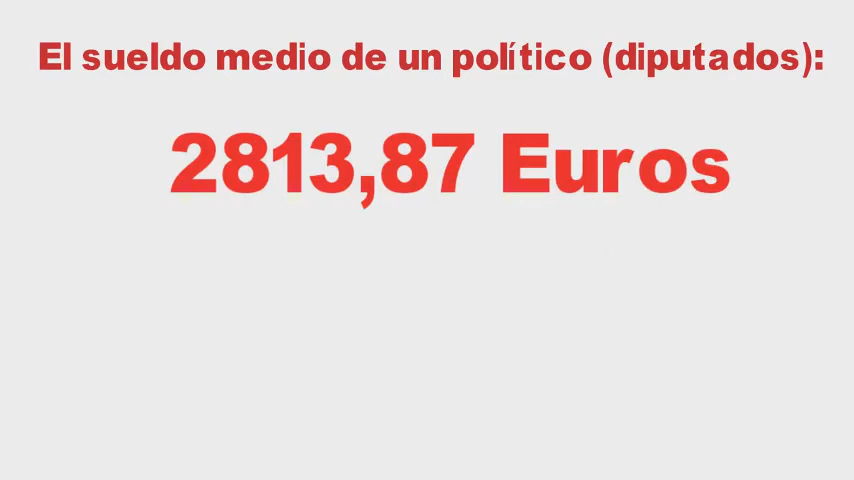 El sueldo medio de un político (diputados):
2813,87 Euros